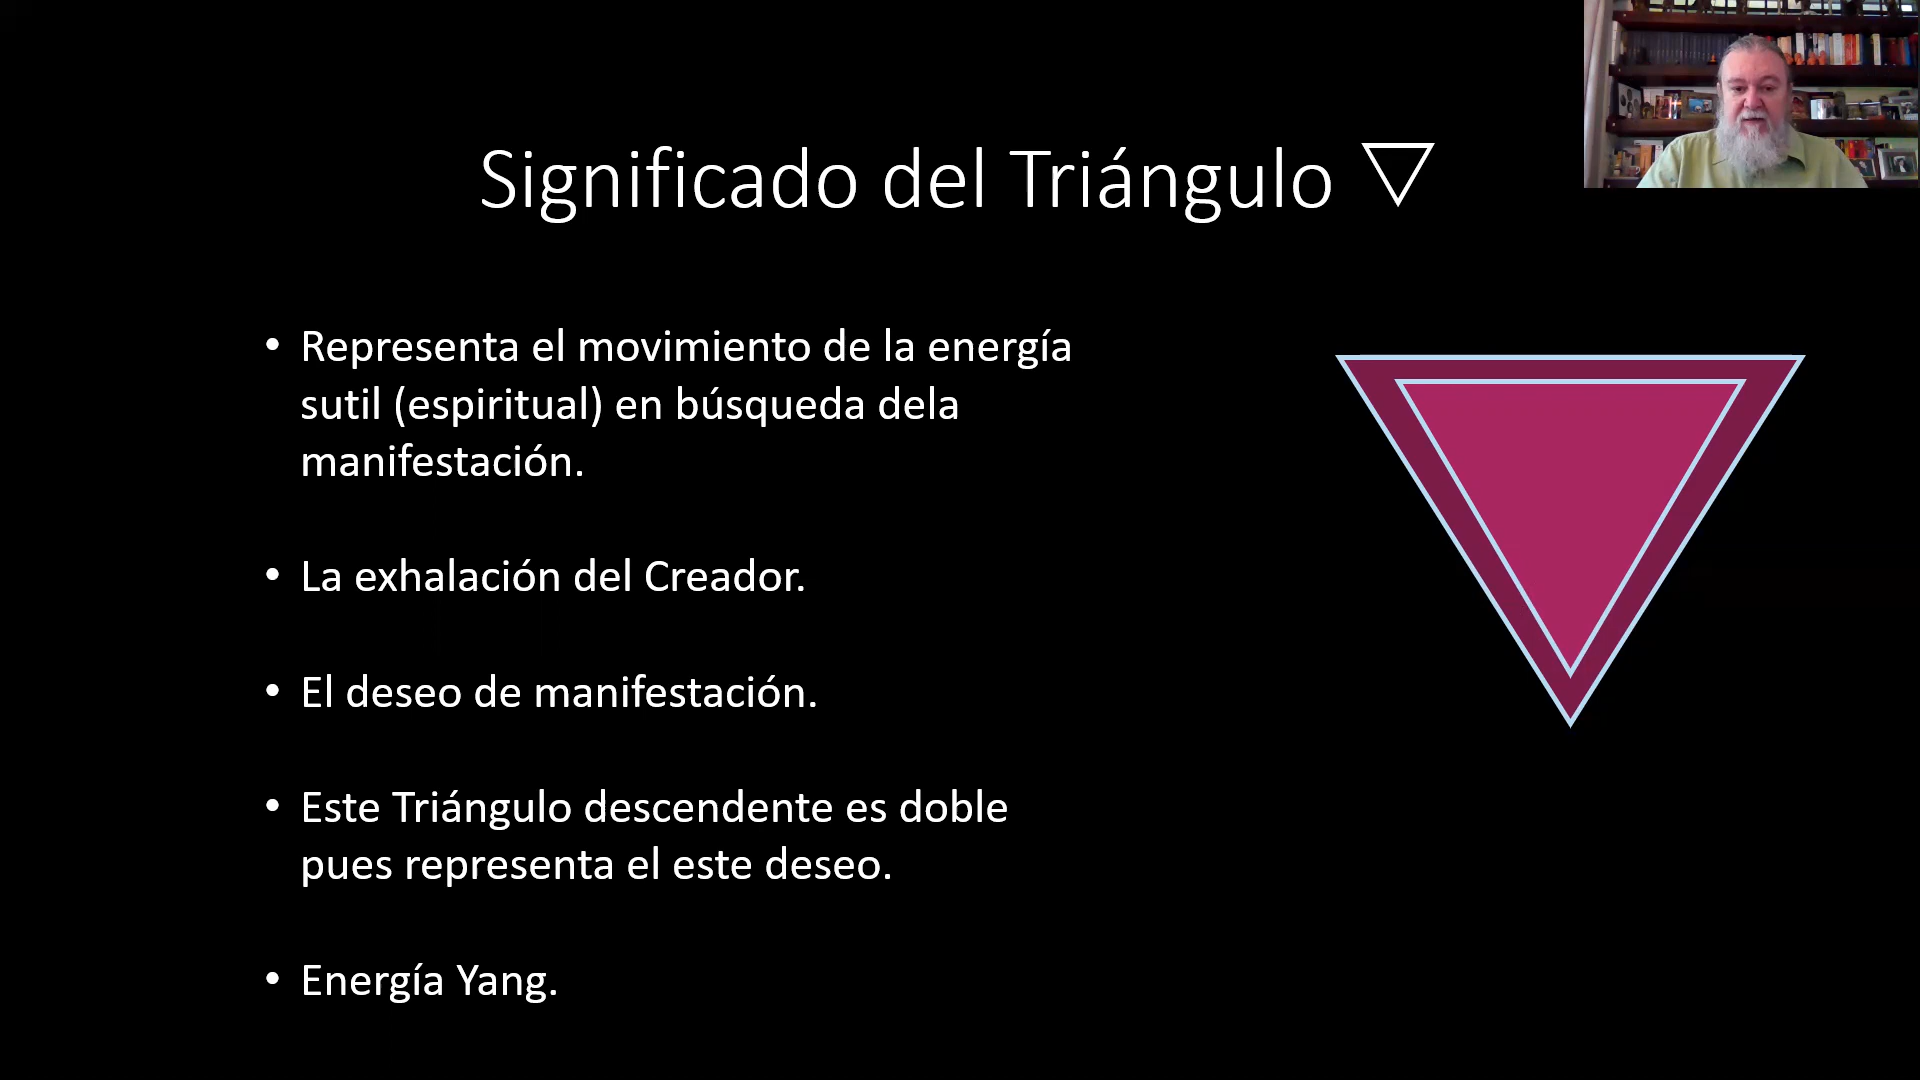 Significado del Triángulo ▽
• Representa el movimiento de la energía
sutil (espiritual) en búsqueda dela
manifestación.
• La exhalación del Creador.
• El deseo de manifestación.
• Este Triángulo descendente es doble
pues representa el este deseo.
• Energía Yang.